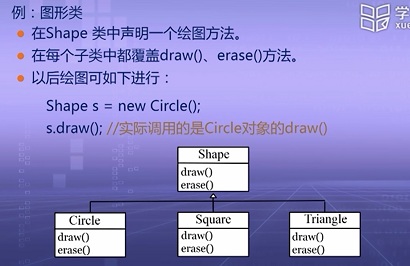 例：图形类
学
xue
在Shape 类中声明一个绘图方法。
在每个子类中都覆盖draw()、erase()方法。
以后绘图可如下进行：
Shape s = new Circle();
s.draw(); //实际调用的是Circle对象的draw()
Shape
draw()
erase()
Circle
draw()
erase()
Square
draw()
erase()
Triangle
draw()
erase()